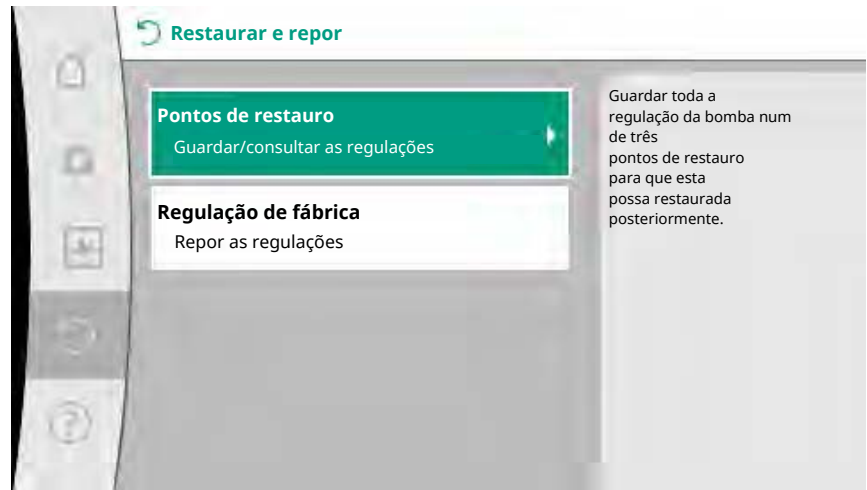 Restaurar e repor
Pontos de restauro
Guardar/consultar as regulações
Regulação de fábrica
Repor as regulações
Guardar toda a
regulação da bomba num
de três
pontos de restauro
para que esta
possa restaurada
posteriormente.